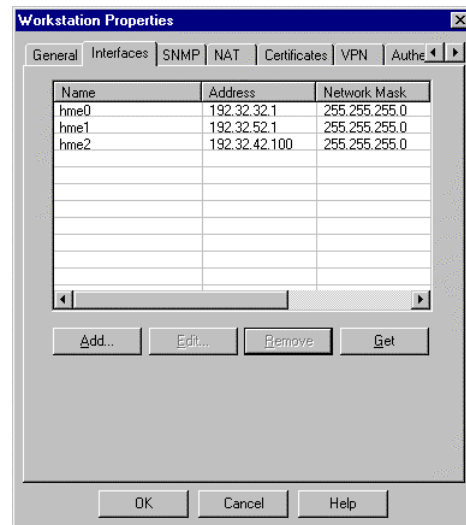 Workstation Properties
General Interfaces SNMP NAT Certificates VPN Authe
Name Address Network Mask
hme0 192.32.32.1 255.255.255.0
hme1 192.32.52.1 255.255.255.0
hme2 192.32.42.100 255.255.255.0
Add... Edit... Remove Get
OK Cancel Help